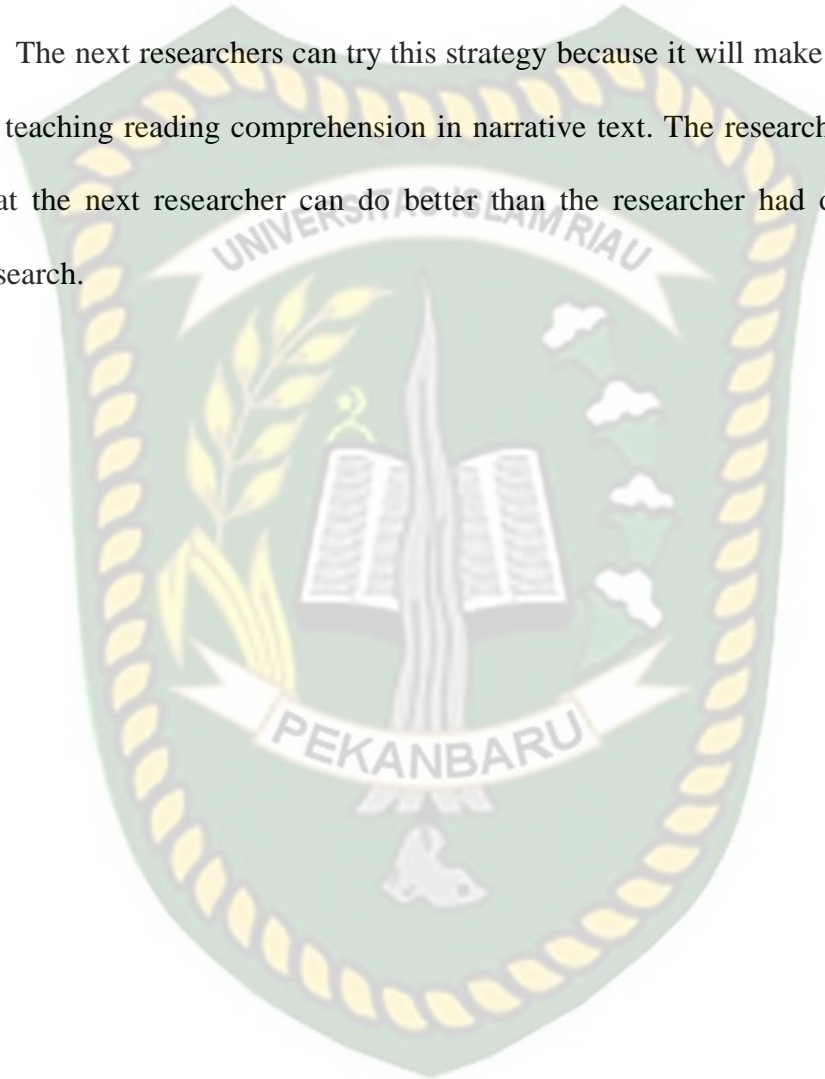 The next researchers can try this strategy because it will make
teaching reading comprehension in narrative text. The research
at the next researcher can do better than the researcher had
search.
UNIVERSITAS ISLAM RIAU
PEKANBARU